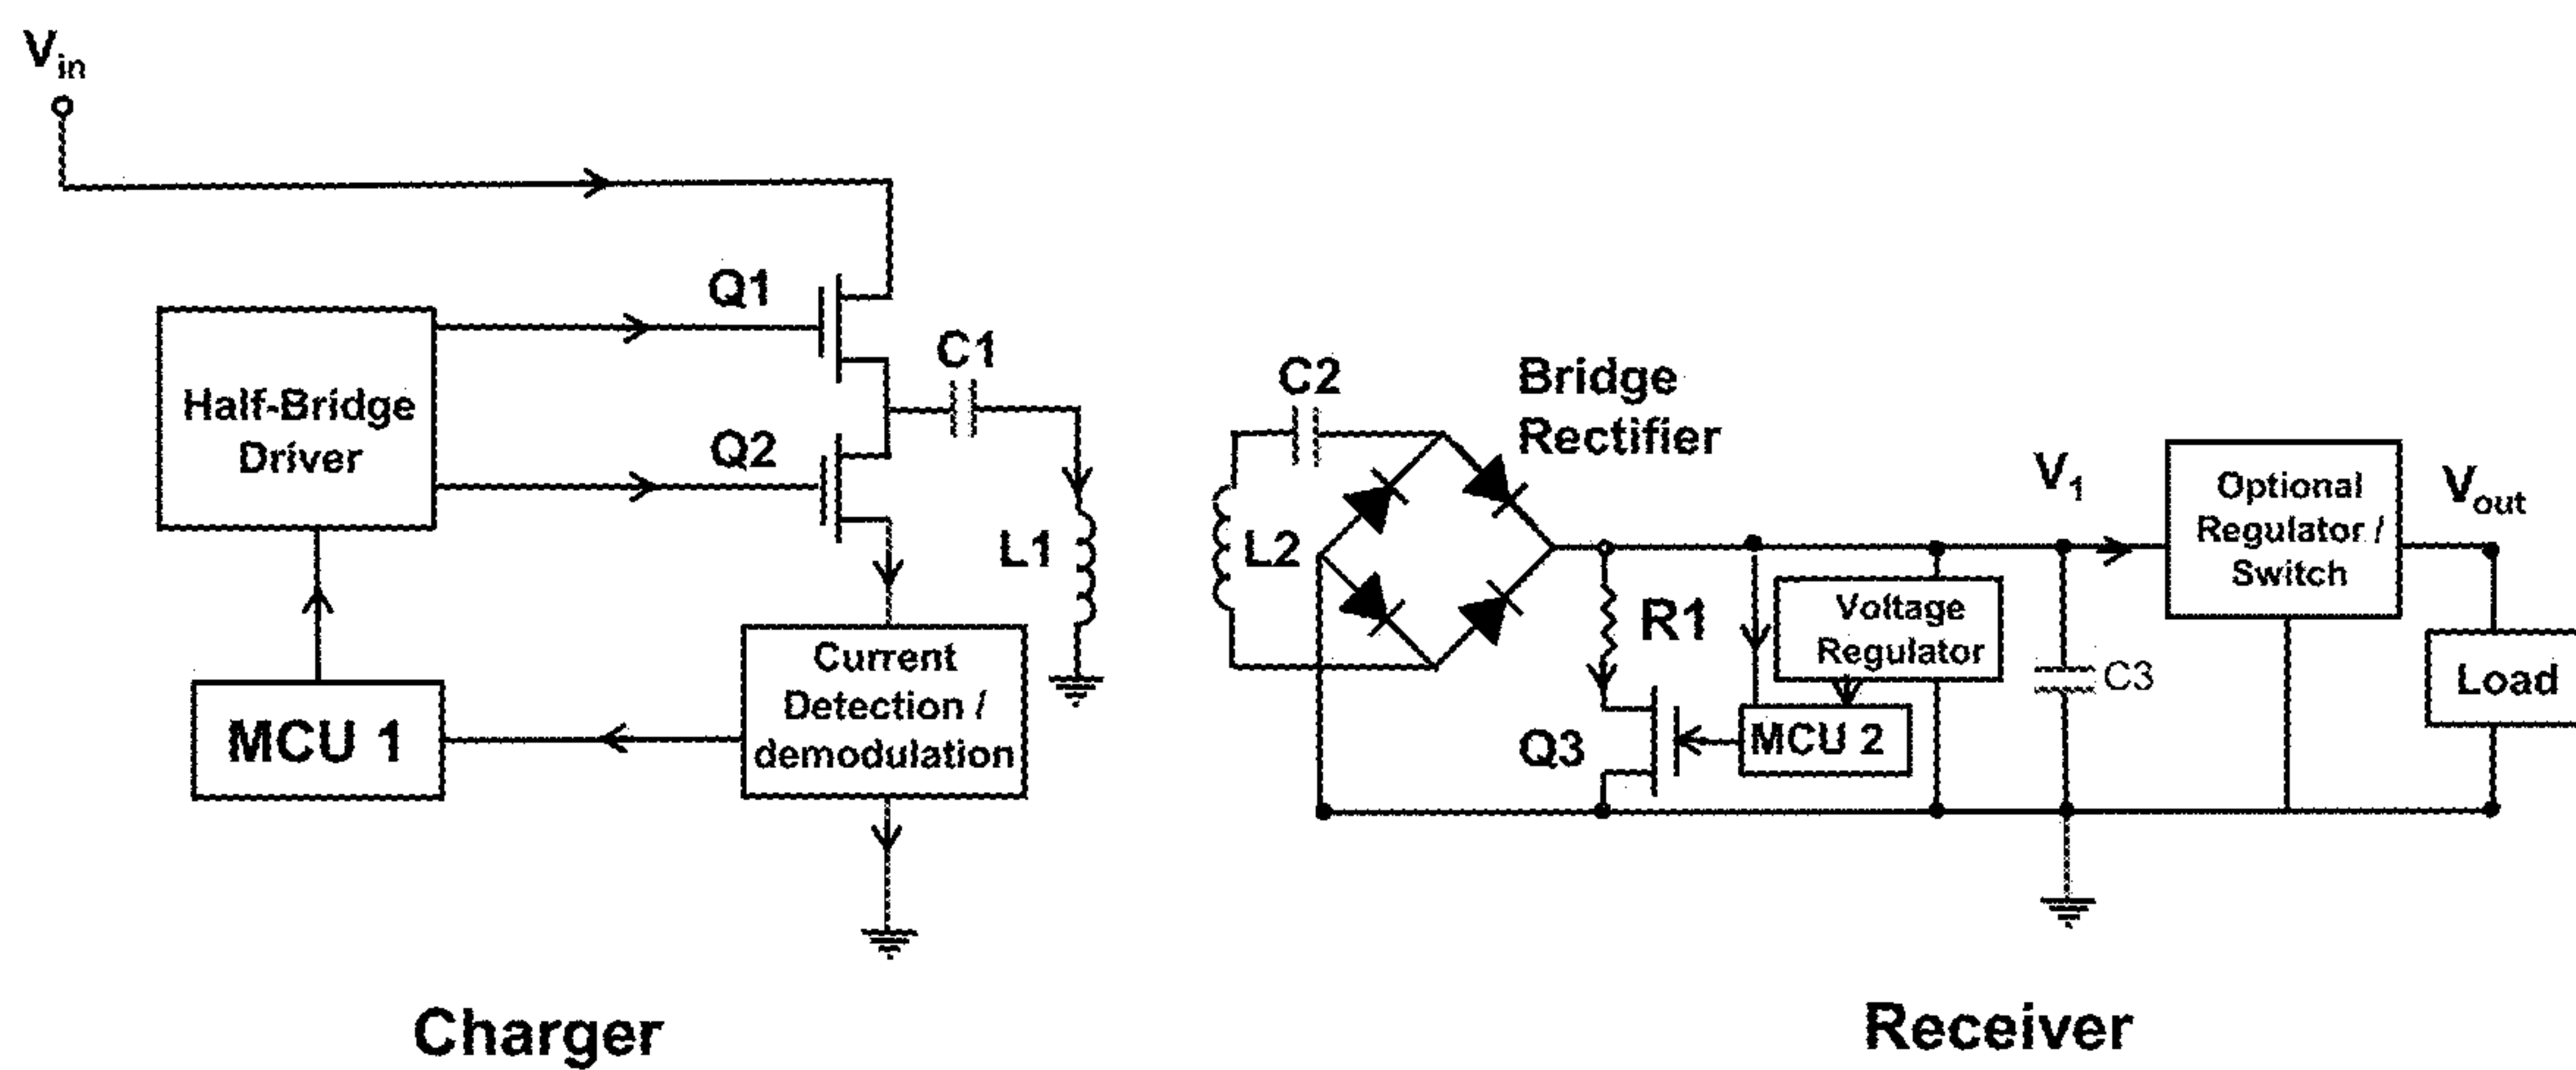 Vin
Q1
C1
Half-Bridge
Driver
Q2
L1
Current
Detection /
demodulation
MCU 1
Charger
C2
Bridge
Rectifier
L2
V1
Optional
Regulator /
Switch
Vout
R1
Voltage
Regulator
C3
Load
Q3
MCU 2
Receiver